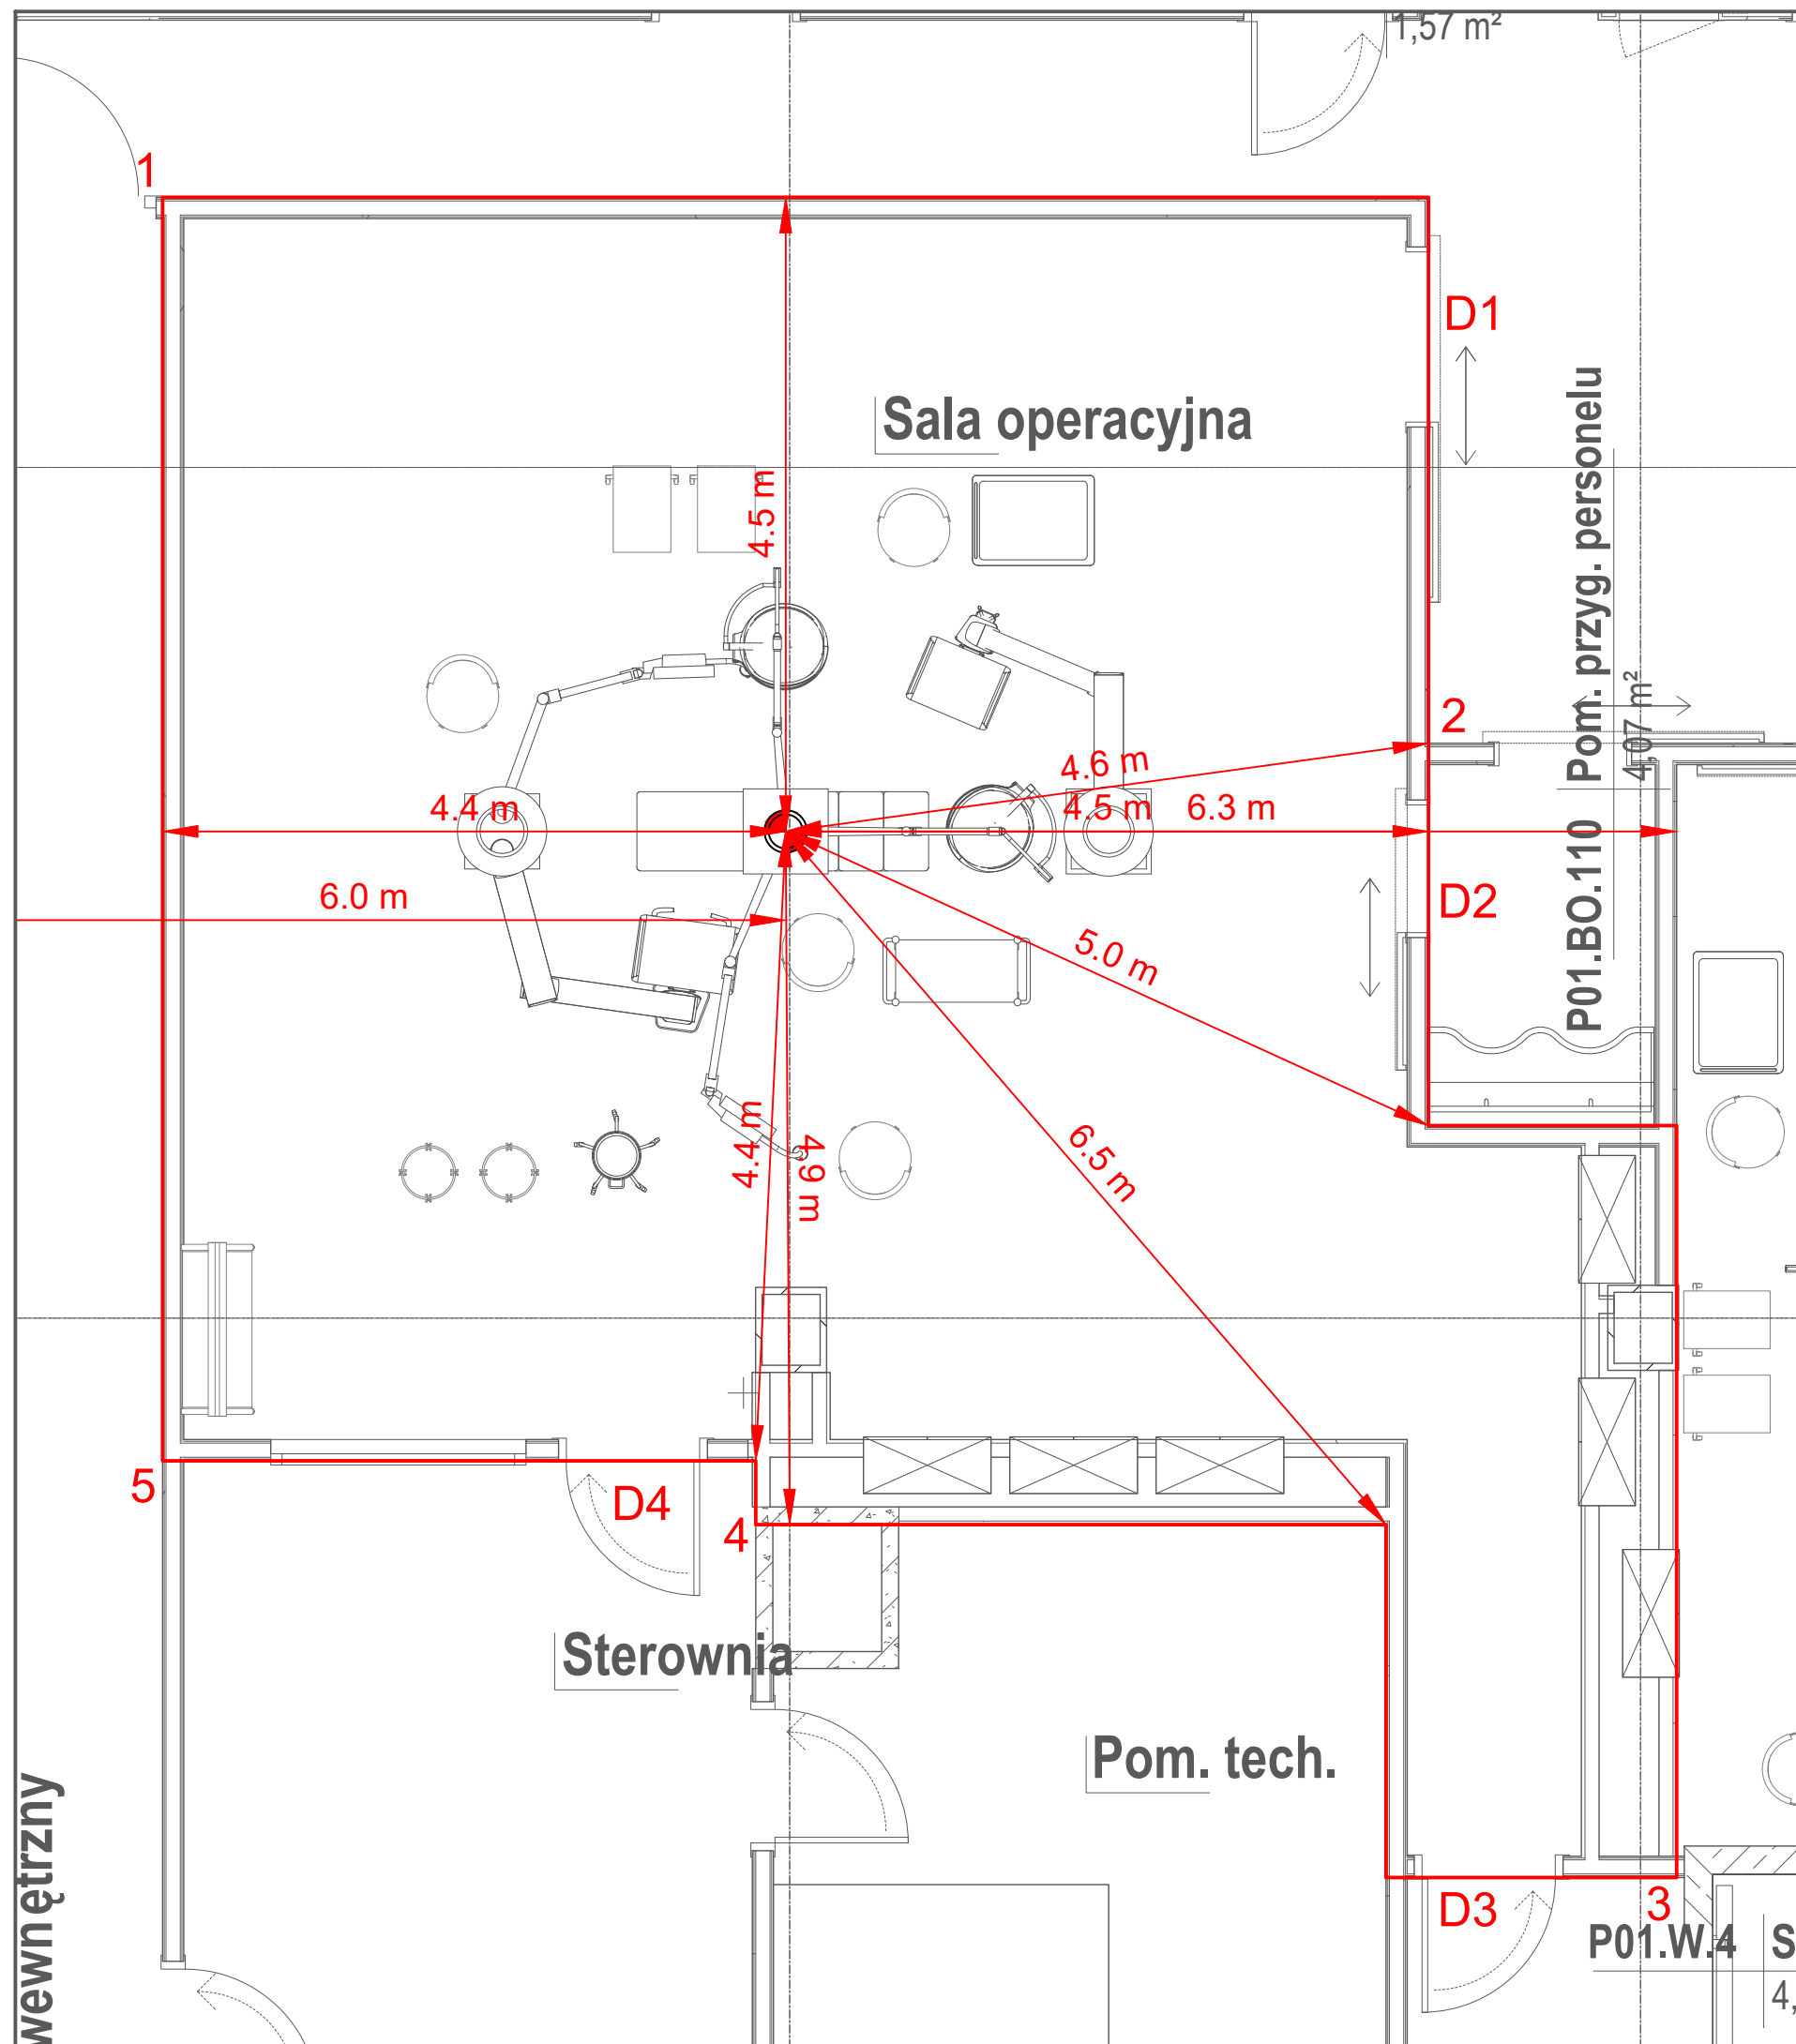 1,57 m²
1
D1
Sala operacyjna
P01.BO.110 Pom. przyg. personelu
4,07 m²
4.5 m
2
4.6 m
4.4 m
4.5 m
6.3 m
6.0 m
D2
5.0 m
4.4 m
4.9 m
6.5 m
5
D4
4
Sterownia
Pom. tech.
wewnętrzny
D3
3
P01.W.4
S
4,